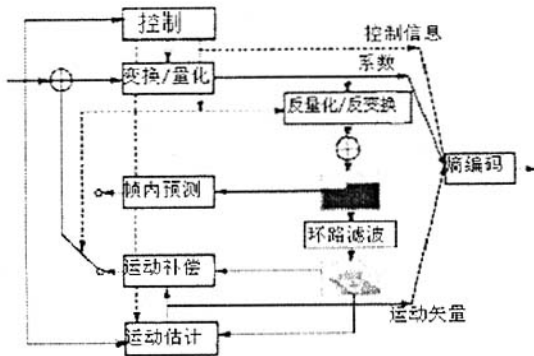 控制
控制信息
变换/量化
系数
反量化/反变换
熵编码
帧内预测
环路滤波
运动补偿
运动矢量
运动估计